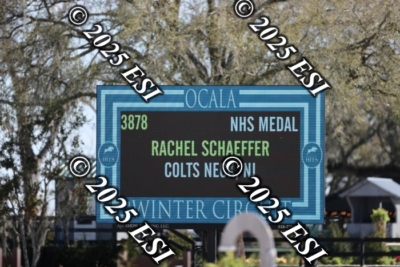 © 2025 ESI
© 2025 ESI
OCALA
3878 NHS MEDAL
RACHEL SCHAEFFER
COLTS
WINTER
© 2025 ESI
© 2025 ESI